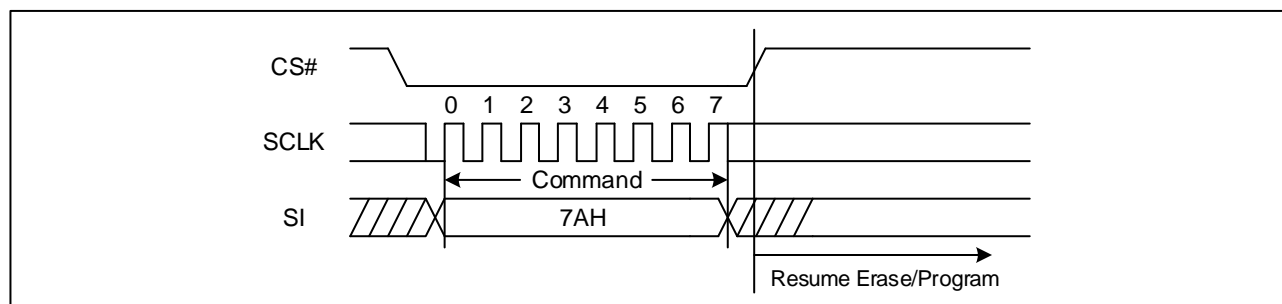 CS#
0 1 2 3 4 5 6 7
SCLK
Command
SI
7AH
Resume Erase/Program